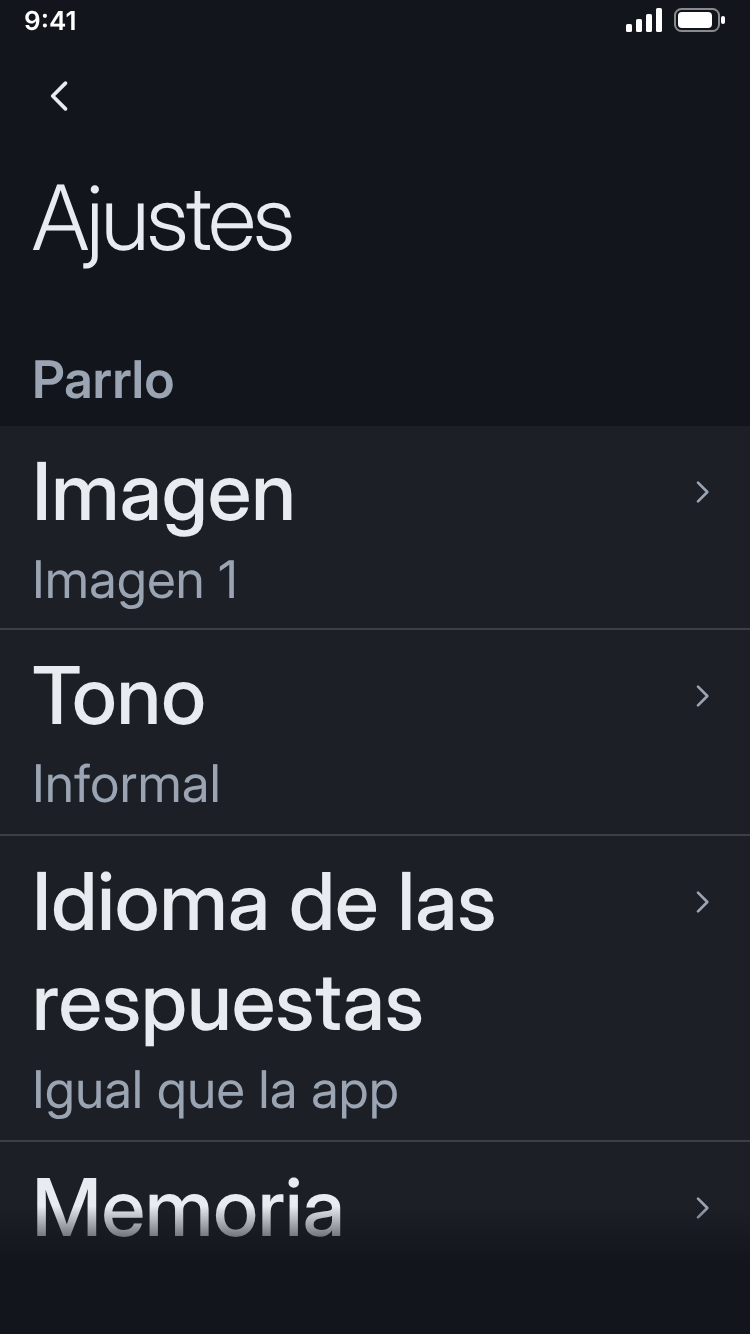 9:41
Ajustes
Parrlo
Imagen
Imagen 1
Tono
Informal
Idioma de las
respuestas
Igual que la app
Memoria